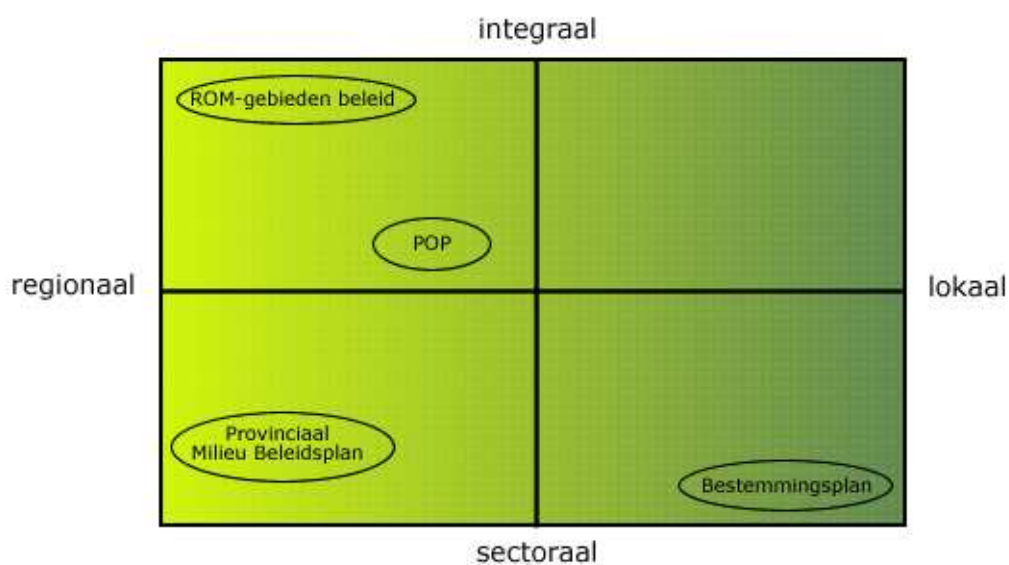 integraal
ROM-gebieden beleid
POP
regionaal
lokaal
Provinciaal
Milieu Beleidsplan
Bestemmingsplan
sectoraal